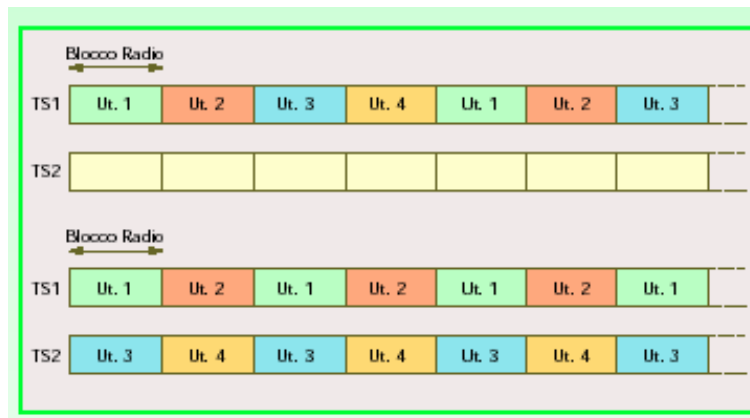 Blocco Radio
TS1 Ut. 1 Ut. 2 Ut. 3 Ut. 4 Ut. 1 Ut. 2 Ut. 3
TS2
Blocco Radio
TS1 Ut. 1 Ut. 2 Ut. 1 Ut. 2 Ut. 1 Ut. 2 Ut. 1
TS2 Ut. 3 Ut. 4 Ut. 3 Ut. 4 Ut. 3 Ut. 4 Ut. 3